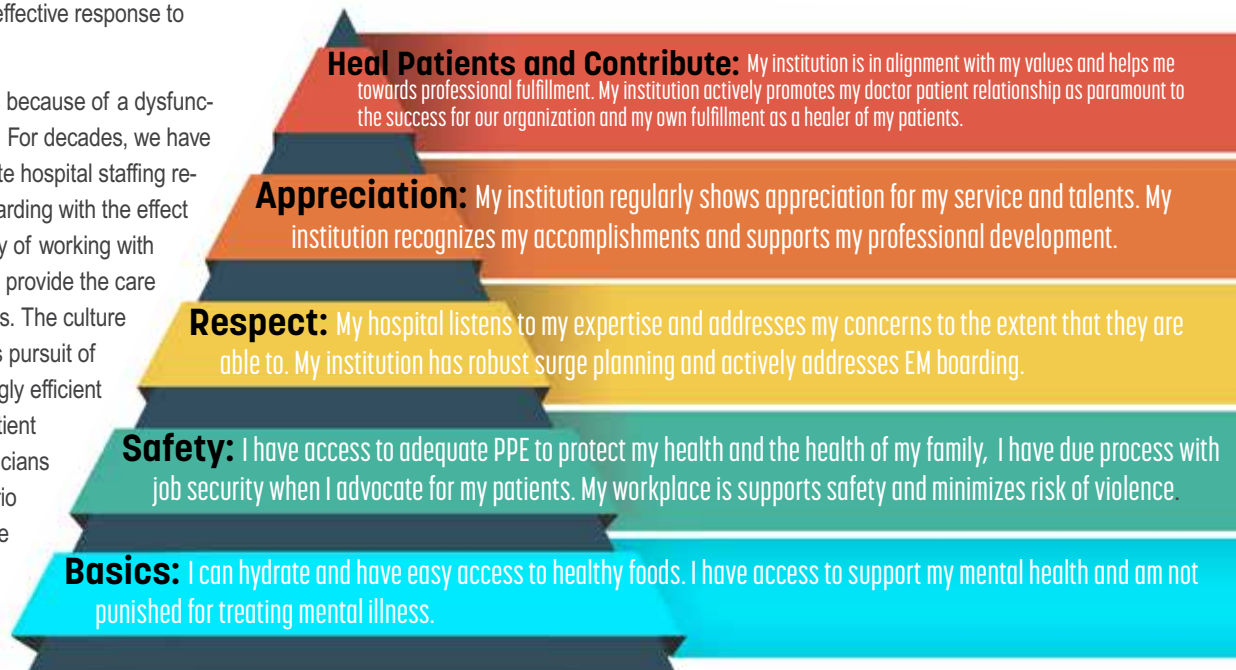 effective response to
because of a dysfunc-
For decades, we have
te hospital staffing re-
arding with the effect
y of working with
provide the care
s. The culture
s pursuit of
gly efficient
tient
cians
rio
e
Heal Patients and Contribute: My institution is in alignment with my values and helps me
towards professional fulfillment. My institution actively promotes my doctor patient relationship as paramount to
the success for our organization and my own fulfillment as a healer of my patients.
Appreciation: My institution regularly shows appreciation for my service and talents. My
institution recognizes my accomplishments and supports my professional development.
Respect: My hospital listens to my expertise and addresses my concerns to the extent that they are
able to. My institution has robust surge planning and actively addresses EM boarding.
Safety: I have access to adequate PPE to protect my health and the health of my family, I have due process with
job security when I advocate for my patients. My workplace is supports safety and minimizes risk of violence.
Basics: I can hydrate and have easy access to healthy foods. I have access to support my mental health and am not
punished for treating mental illness.